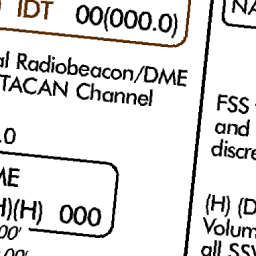 IDT 00(000.0)
al Radiobeacon/DME
TACAN Channel
.0
ME
H)(H) 000
00'
00'
NA
FSS
and
discre
(H) (D
Volum
all SSV